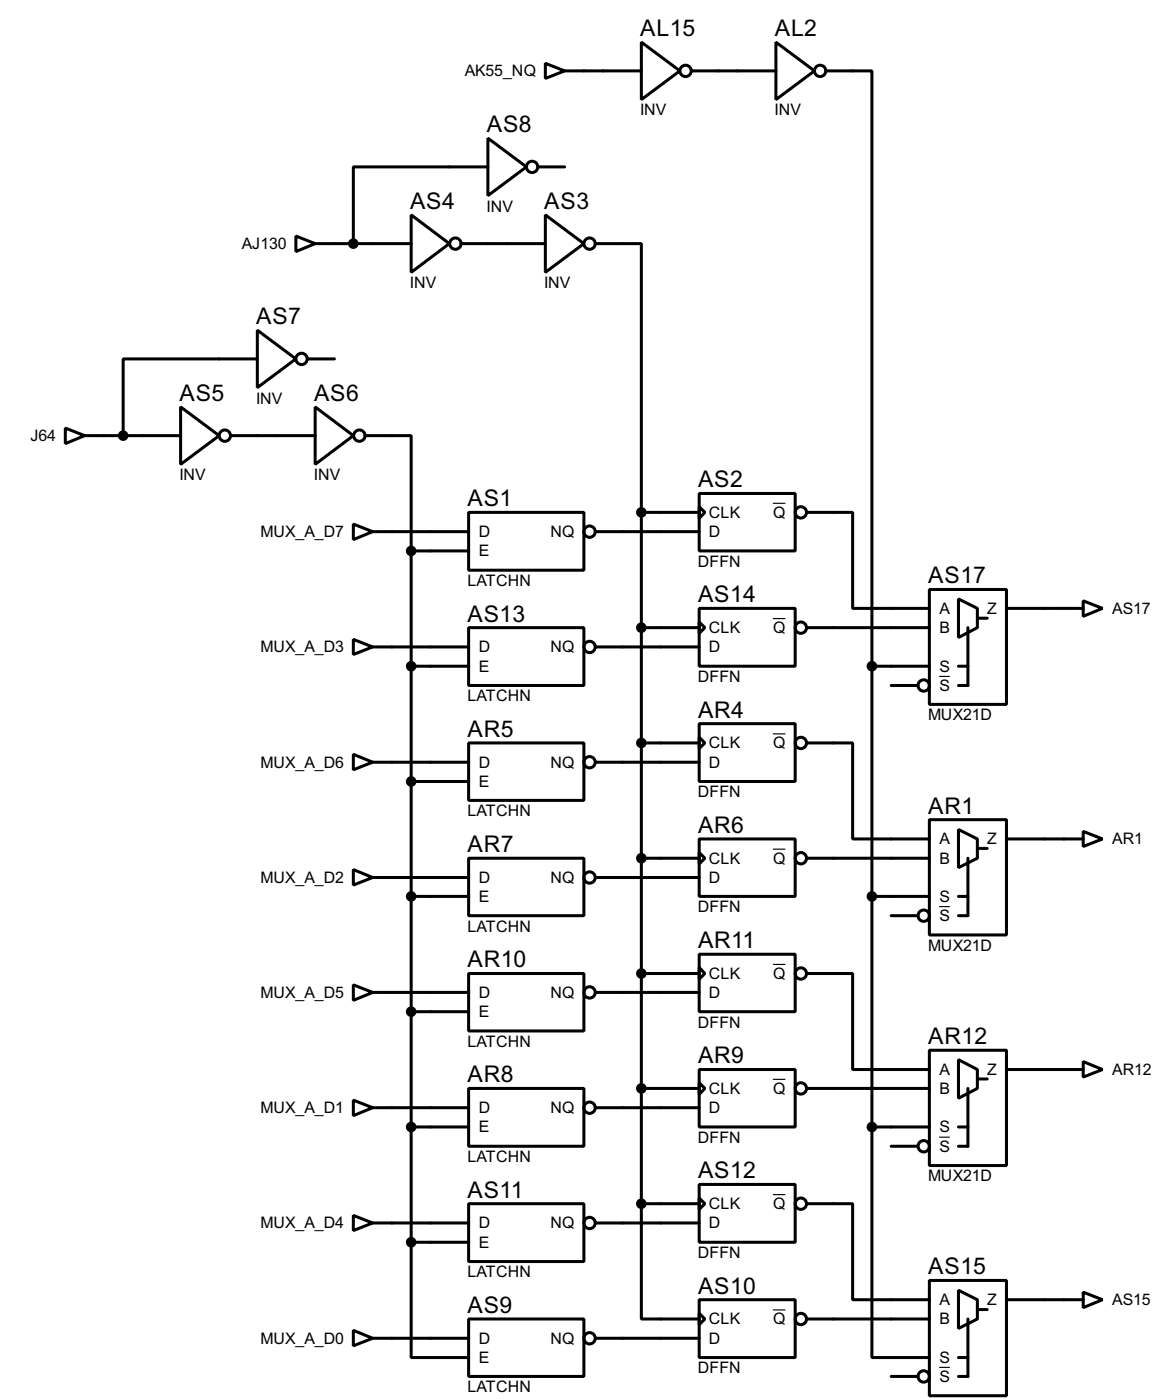 AL15 AL2
AK55_NQ
INV INV
AS8
INV
AS4 AS3
AJ130
INV INV
AS7
INV
AS5 AS6
J64
INV INV
AS2
CLK Q
D
DFFN
AS1
MUX_A_D7 D NQ
E
LATCHN
AS17
A Z AS17
B
S
S
MUX21D
AS14
CLK Q
D
DFFN
AS13
MUX_A_D3 D NQ
E
LATCHN
AR4
CLK Q
D
DFFN
AR5
MUX_A_D6 D NQ
E
LATCHN
AR1
A Z AR1
B
S
S
MUX21D
AR6
CLK Q
D
DFFN
AR7
MUX_A_D2 D NQ
E
LATCHN
AR11
CLK Q
D
DFFN
AR10
MUX_A_D5 D NQ
E
LATCHN
AR12
A Z AR12
B
S
S
MUX21D
AR9
CLK Q
D
DFFN
AR8
MUX_A_D1 D NQ
E
LATCHN
AS12
CLK Q
D
DFFN
AS11
MUX_A_D4 D NQ
E
LATCHN
AS15
A Z AS15
B
S
S
AS10
CLK Q
D
DFFN
AS9
MUX_A_D0 D NQ
E
LATCHN